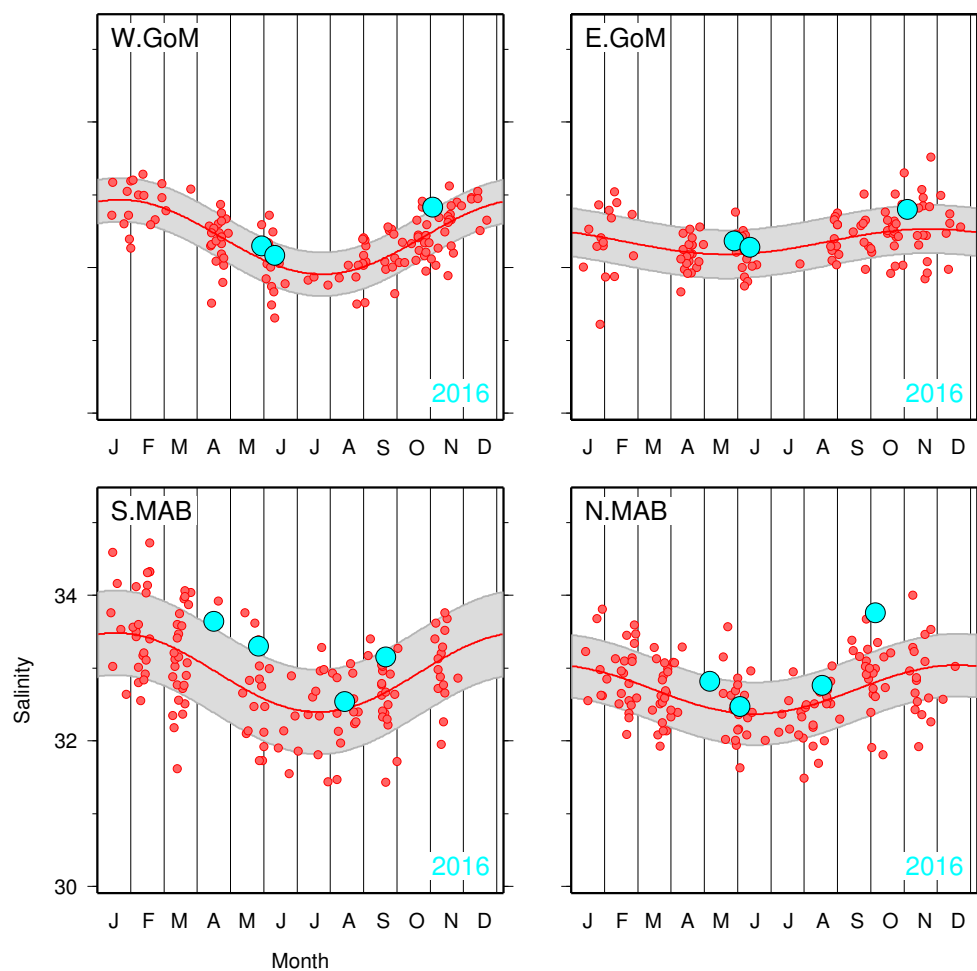 W.GoM
E.GoM
2016
2016
J F M A M J J A S O N D
J F M A M J J A S O N D
S.MAB
N.MAB
34
32
30
Salinity
2016
2016
J F M A M J J A S O N D
J F M A M J J A S O N D
Month